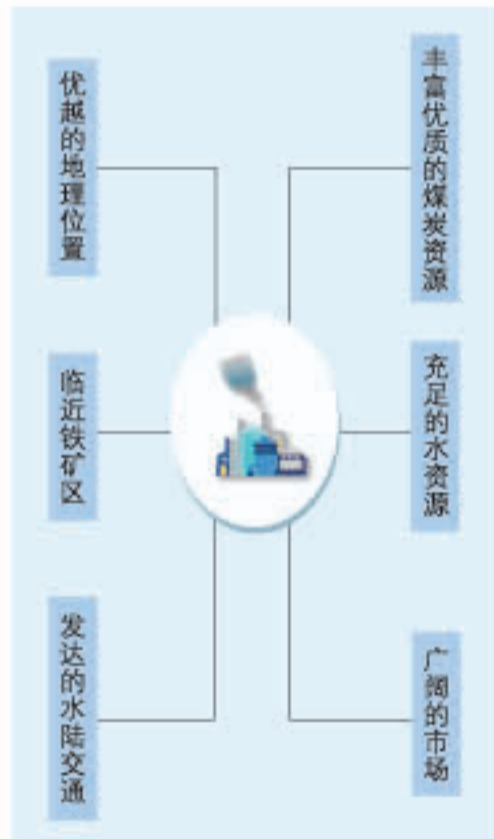 优越的地理位置
临近铁矿区
发达的水陆交通
丰富优质的煤炭资源
充足的水资源
广阔的市场